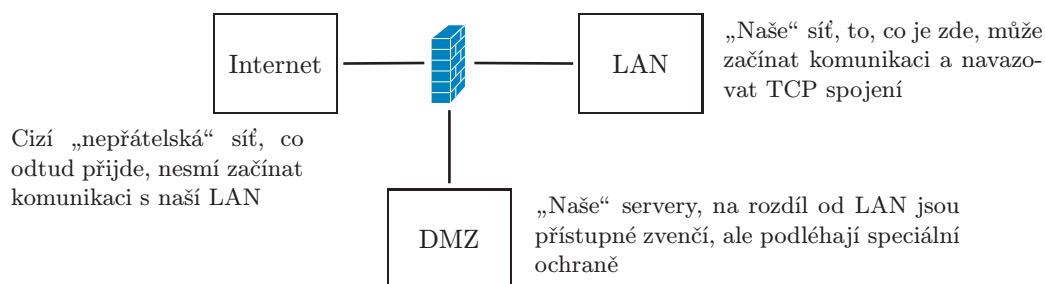 Internet
LAN
„Naše“ síť, to, co je zde, může
začínat komunikaci a navazo-
vat TCP spojení
Cizí „nepřátelská“ síť, co
odtud přijde, nesmí začínat
komunikaci s naší LAN
DMZ
„Naše“ servery, na rozdíl od LAN jsou
přístupné zvenčí, ale podléhají speciální
ochraně